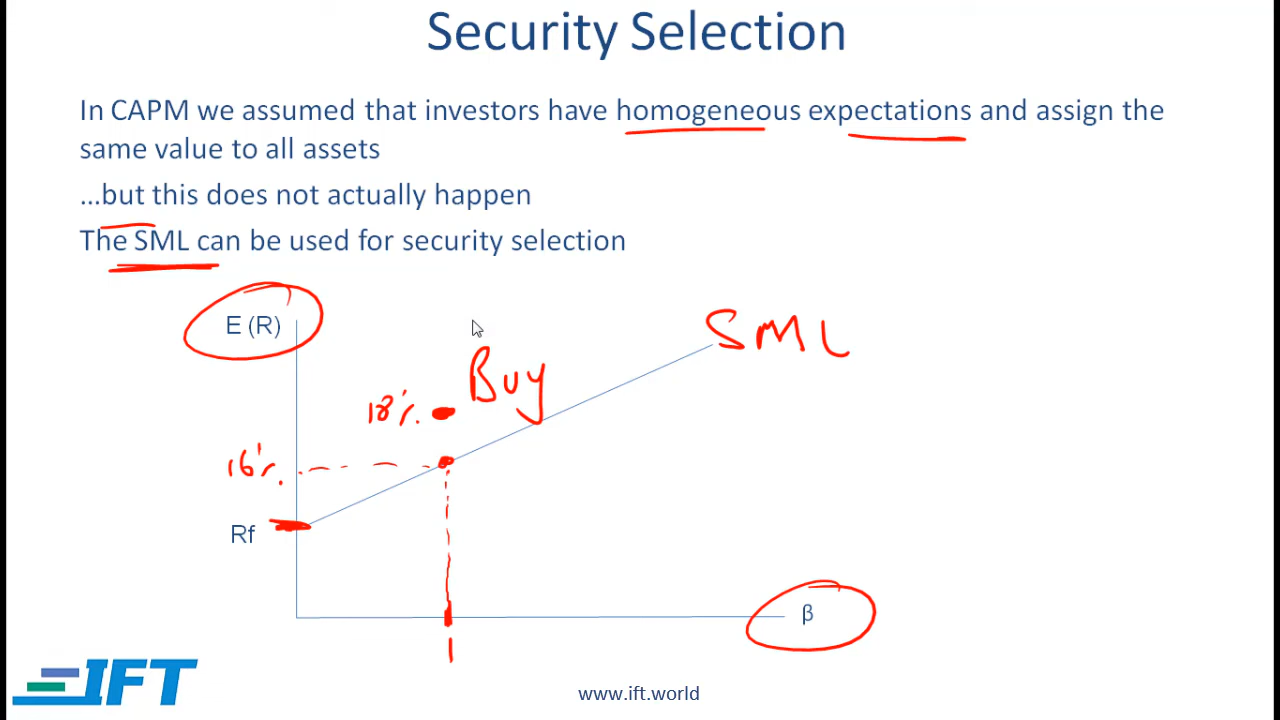 Security Selection
In CAPM we assumed that investors have homogeneous expectations and assign the
same value to all assets
...but this does not actually happen
The SML can be used for security selection
E (R)
SML
Buy
18%.
16%.
Rf
β
1
IFT
www.ift.world